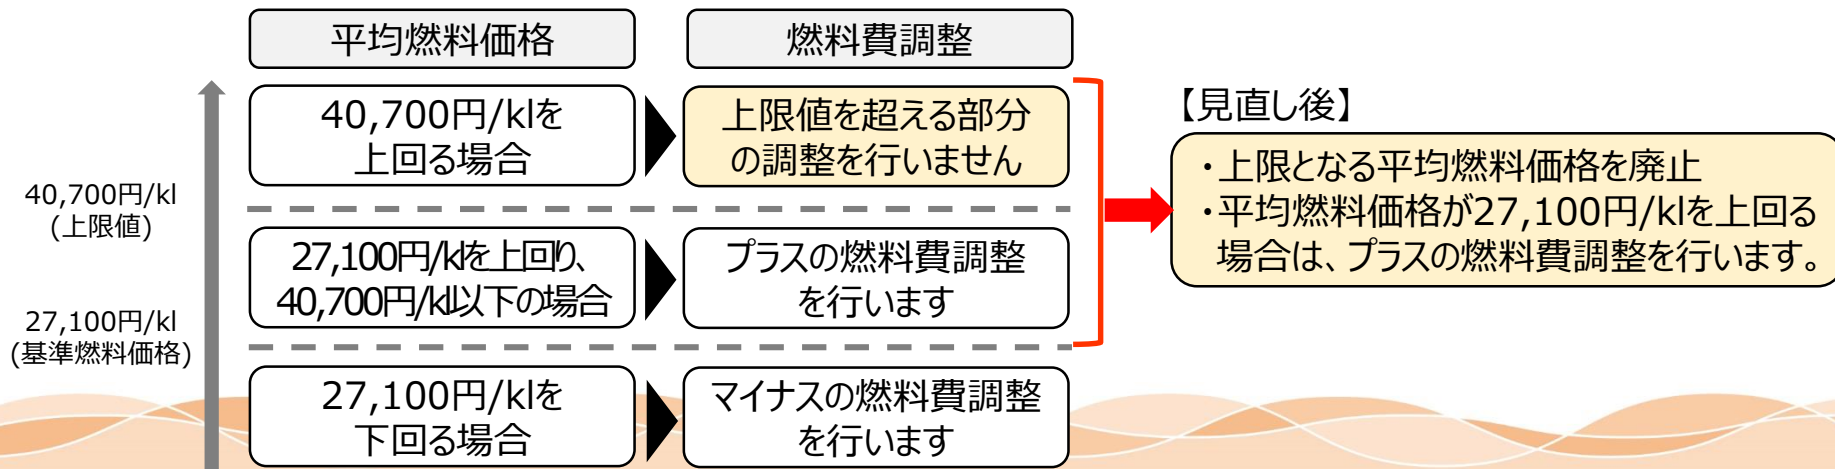 平均燃料価格
燃料費調整
40,700円/klを
上回る場合
上限値を超える部分
の調整を行いません
40,700円/kl
(上限値)
27,100円/klを上回り、
40,700円/kl以下の場合
プラスの燃料費調整
を行います
27,100円/kl
(基準燃料価格)
27,100円/klを
下回る場合
マイナスの燃料費調整
を行います
【見直し後】
・上限となる平均燃料価格を廃止
・平均燃料価格が27,100円/klを上回る
場合は、プラスの燃料費調整を行います。